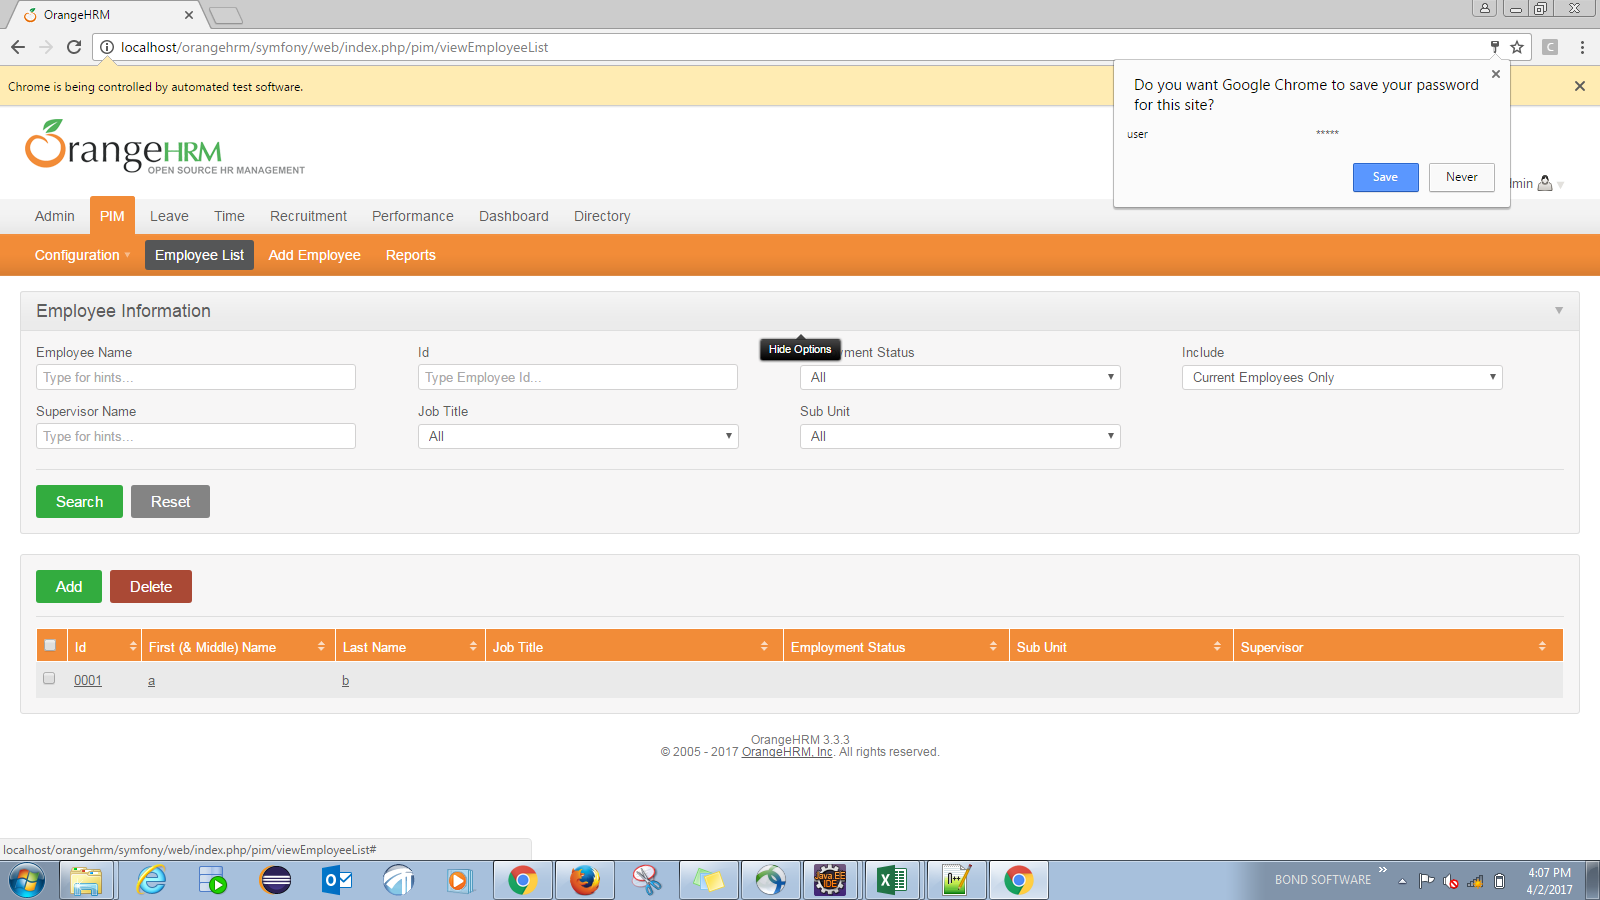 OrangeHRM
localhost/orangehrm/symfony/web/index.php/pim/viewEmployeeList
C
Chrome is being controlled by automated test software.
Do you want Google Chrome to save your password
for this site?
user *****
Save Never
OrangeHRM
OPEN SOURCE HR MANAGEMENT
min
Admin PIM Leave Time Recruitment Performance Dashboard Directory
Configuration Employee List Add Employee Reports
Employee Information
Hide Options
Employee Name Id yment Status Include
Type for hints... Type Employee Id... All Current Employees Only
Supervisor Name Job Title Sub Unit
Type for hints... All All
Search Reset
Add Delete
Id First (& Middle) Name Last Name Job Title Employment Status Sub Unit Supervisor
0001 a b
OrangeHRM 3.3.3
© 2005 - 2017 OrangeHRM, Inc. All rights reserved.
localhost/orangehrm/symfony/web/index.php/pim/viewEmployeeList#
Java EE
IDE
BOND SOFTWARE
4:07 PM
4/2/2017